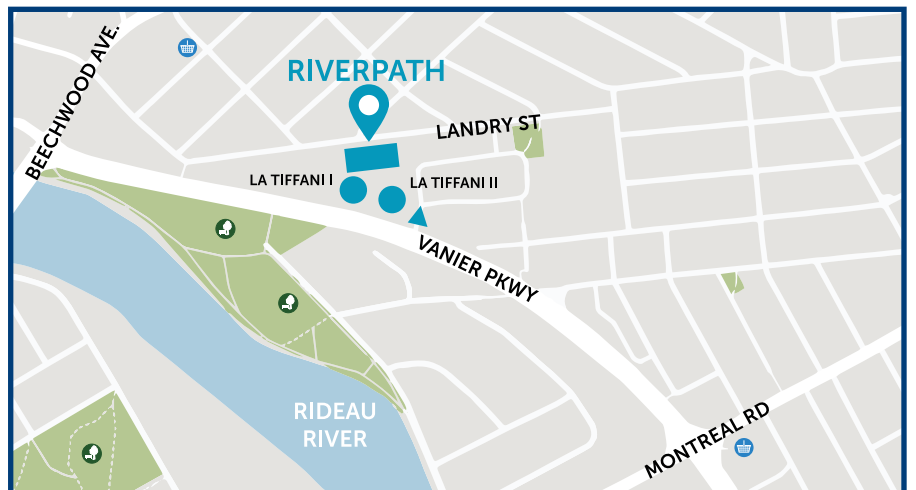 BEECHWOOD AVE.
RIVERPATH
LANDRY ST
LA TIFFANI I
LA TIFFANI II
VANIER PKWY
RIDEAU
RIVER
MONTREAL RD